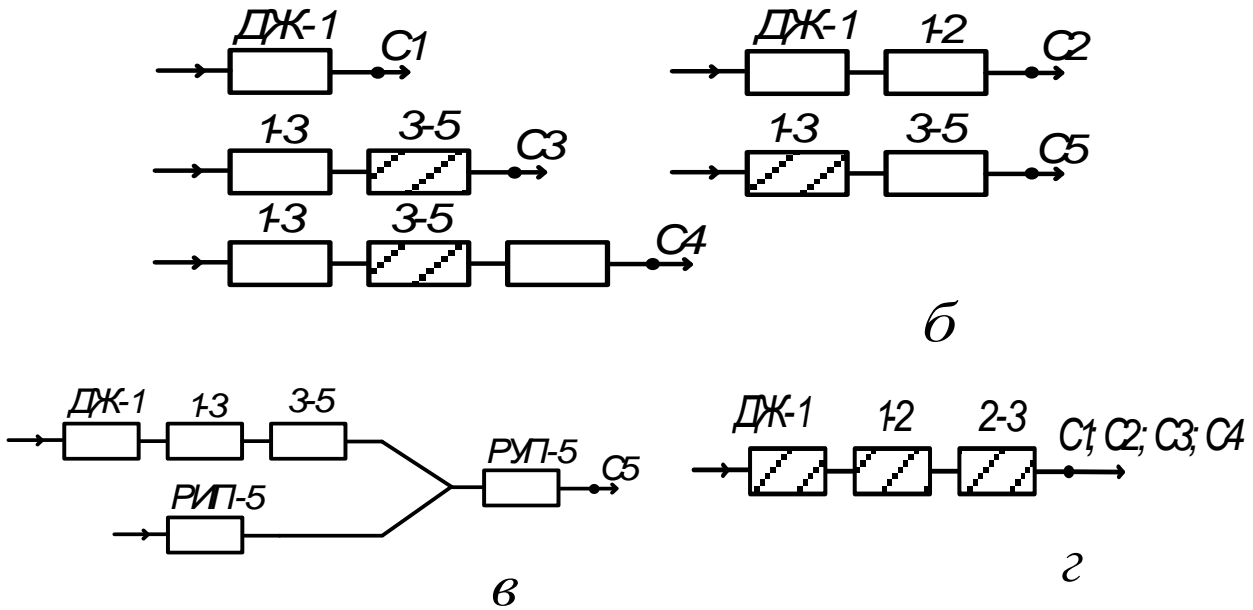 ДЖ-1 С1
ДЖ-1 1-2 С2
1-3 3-5 С3
1-3 3-5 С5
1-3 3-5 С4
б
ДЖ-1 1-3 3-5
РУП-5 С5
РИП-5
в
ДЖ-1 1-2 2-3 С1; С2; С3; С4
г